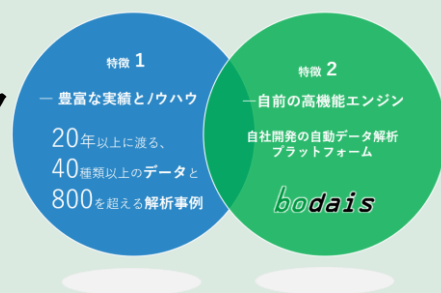 特徴 1
― 豊富な実績とノウハウ
20年以上に渡る、
40種類以上のデータと
800を超える解析事例
特徴 2
―自前の高機能エンジン
自社開発の自動データ解析
プラットフォーム
bodais